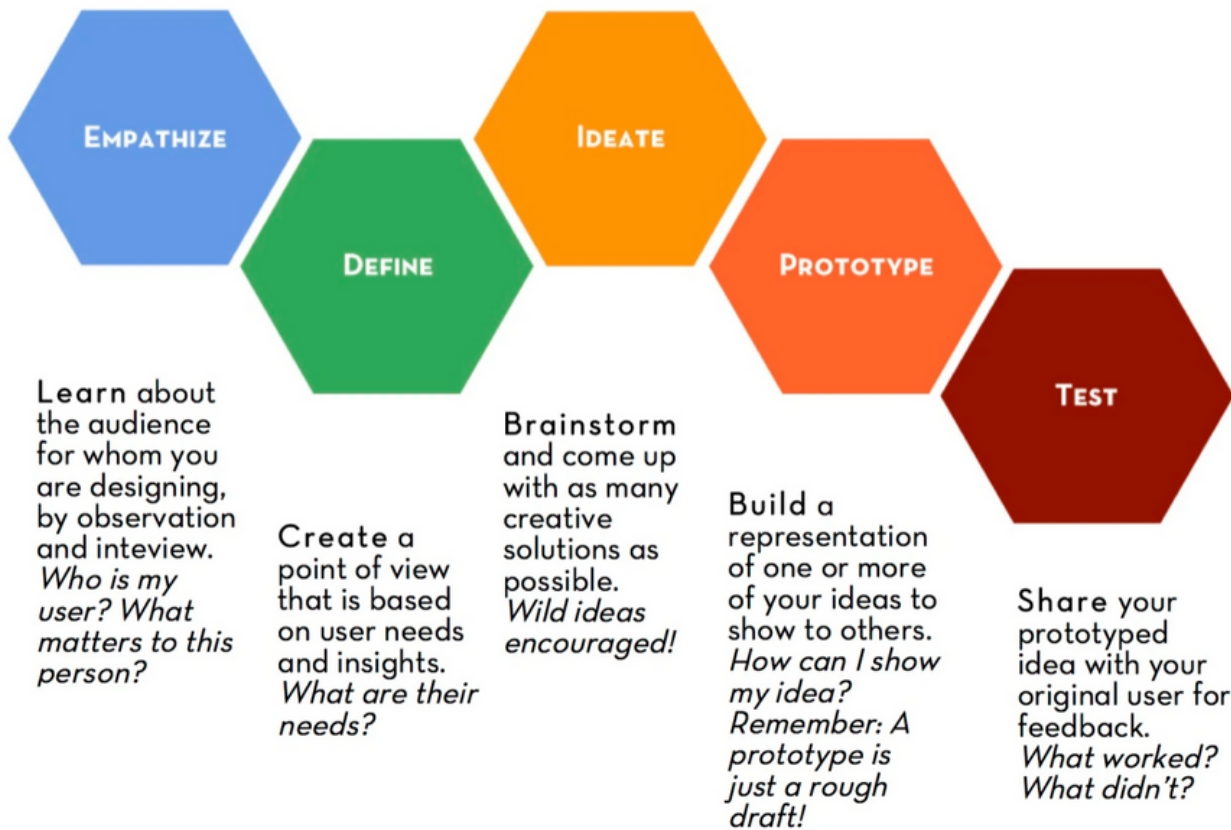 EMPATHIZE
DEFINE
IDEATE
PROTOTYPE
TEST
Learn about
the audience
for whom you
are designing,
by observation
and inteview.
Who is my
user? What
matters to this
person?
Create a
point of view
that is based
on user needs
and insights.
What are their
needs?
Brainstorm
and come up
with as many
creative
solutions as
possible.
Wild ideas
encouraged!
Build a
representation
of one or more
of your ideas to
show to others.
How can I show
my idea?
Remember: A
prototype is
just a rough
draft!
Share your
prototyped
idea with your
original user for
feedback.
What worked?
What didn't?